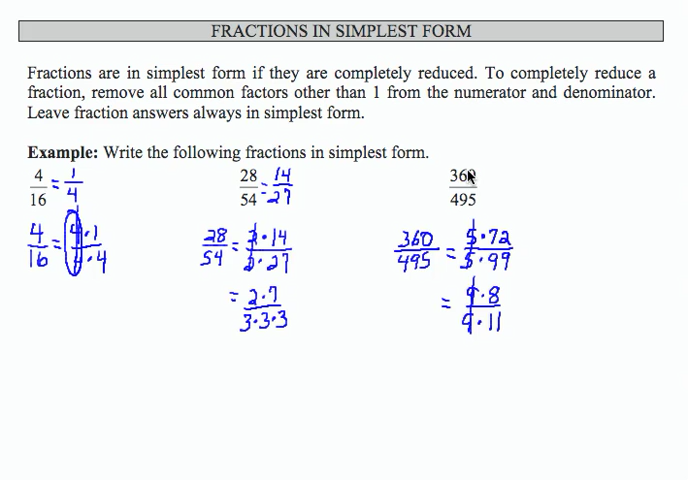 FRACTIONS IN SIMPLEST FORM
Fractions are in simplest form if they are completely reduced. To completely reduce a
fraction, remove all common factors other than 1 from the numerator and denominator.
Leave fraction answers always in simplest form.
Example: Write the following fractions in simplest form.
4/16 = 1/4
4/16 = 4·1/4·4
28/54 = 14/27
28/54 = 2·14/2·27
= 2·7/3·3·3
360/495
360/495 = 5·72/5·99
= 9·8/9·11